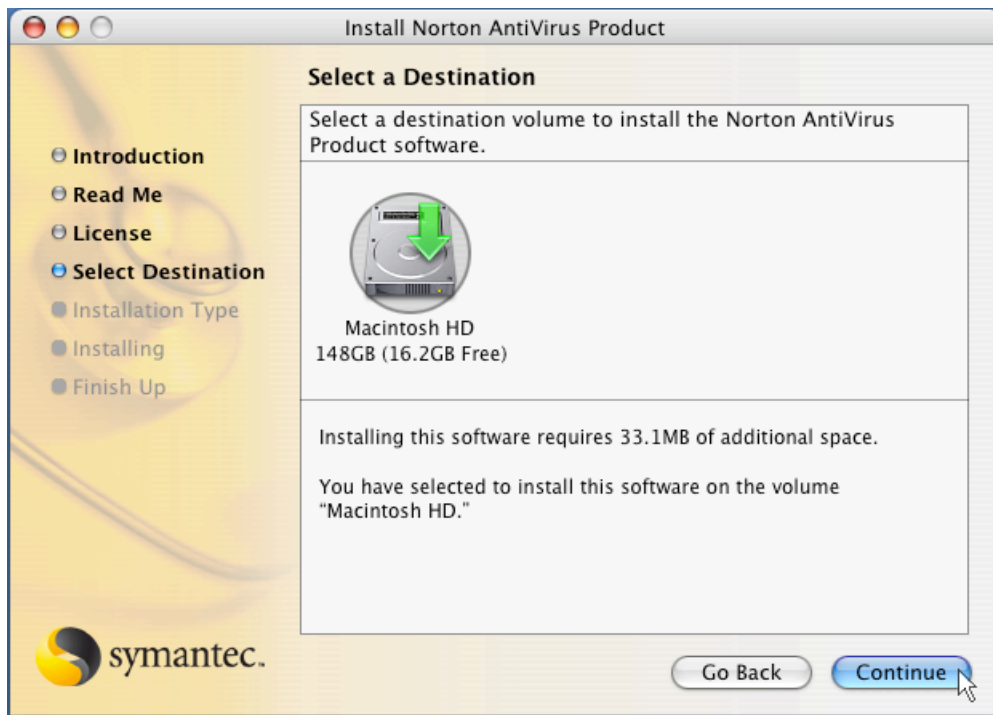 Install Norton AntiVirus Product
Select a Destination
Introduction
Read Me
License
Select Destination
Installation Type
Installing
Finish Up
Select a destination volume to install the Norton AntiVirus
Product software.
Macintosh HD
148GB (16.2GB Free)
Installing this software requires 33.1MB of additional space.
You have selected to install this software on the volume
“Macintosh HD.”
symantec.
Go Back
Continue